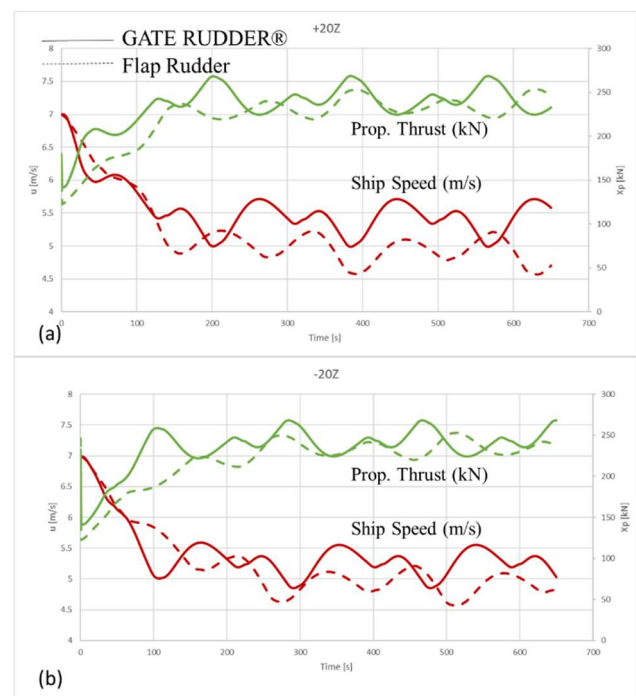 +20Z
GATE RUDDER®
Flap Rudder
8
7.5
7
6.5
6
5.5
5
4.5
4
u [m/s]
300
250
200
150
100
50
0
Xp [kN]
Prop. Thrust (kN)
Ship Speed (m/s)
0 100 200 300 400 500 600 700
Time [s]
(a)
-20Z
8
7.5
7
6.5
6
5.5
5
4.5
4
u [m/s]
300
250
200
150
100
50
0
Xp [kN]
Prop. Thrust (kN)
Ship Speed (m/s)
0 100 200 300 400 500 600 700
Time [s]
(b)